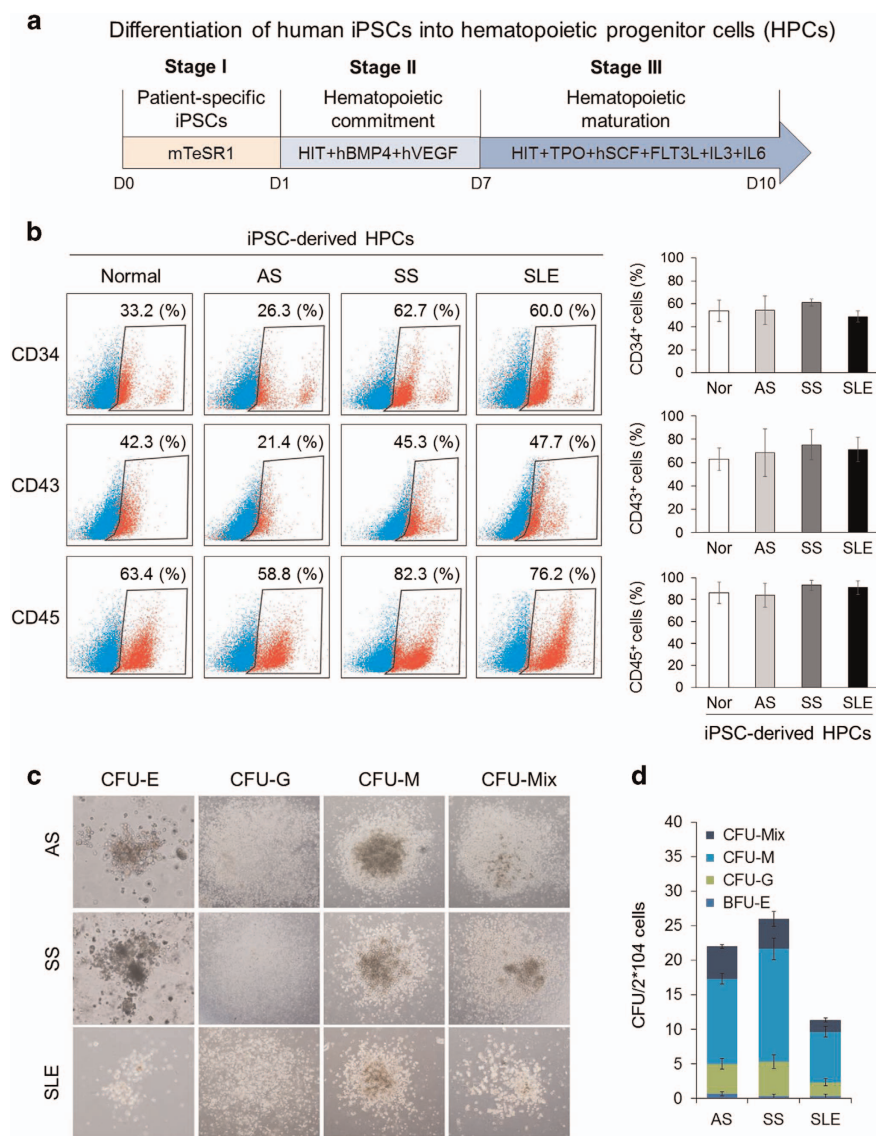 a
Differentiation of human iPSCs into hematopoietic progenitor cells (HPCs)
Stage I Stage II Stage III
Patient-specific Hematopoietic Hematopoietic
iPSCs commitment maturation
mTeSR1 HIT+hBMP4+hVEGF HIT+TPO+hSCF+FLT3L+IL3+IL6
D0 D1 D7 D10
b
iPSC-derived HPCs
Normal AS SS SLE
CD34
33.2 (%) 26.3 (%) 62.7 (%) 60.0 (%)
CD43
42.3 (%) 21.4 (%) 45.3 (%) 47.7 (%)
CD45
63.4 (%) 58.8 (%) 82.3 (%) 76.2 (%)
CD34+ cells (%)
100
80
60
40
20
0
Nor AS SS SLE
CD43+ cells (%)
100
80
60
40
20
0
Nor AS SS SLE
CD45+ cells (%)
100
80
60
40
20
0
Nor AS SS SLE
iPSC-derived HPCs
c
CFU-E CFU-G CFU-M CFU-Mix
AS
SS
SLE
d
CFU/2*104 cells
40
35
30
25
20
15
10
5
0
CFU-Mix
CFU-M
CFU-G
BFU-E
AS SS SLE